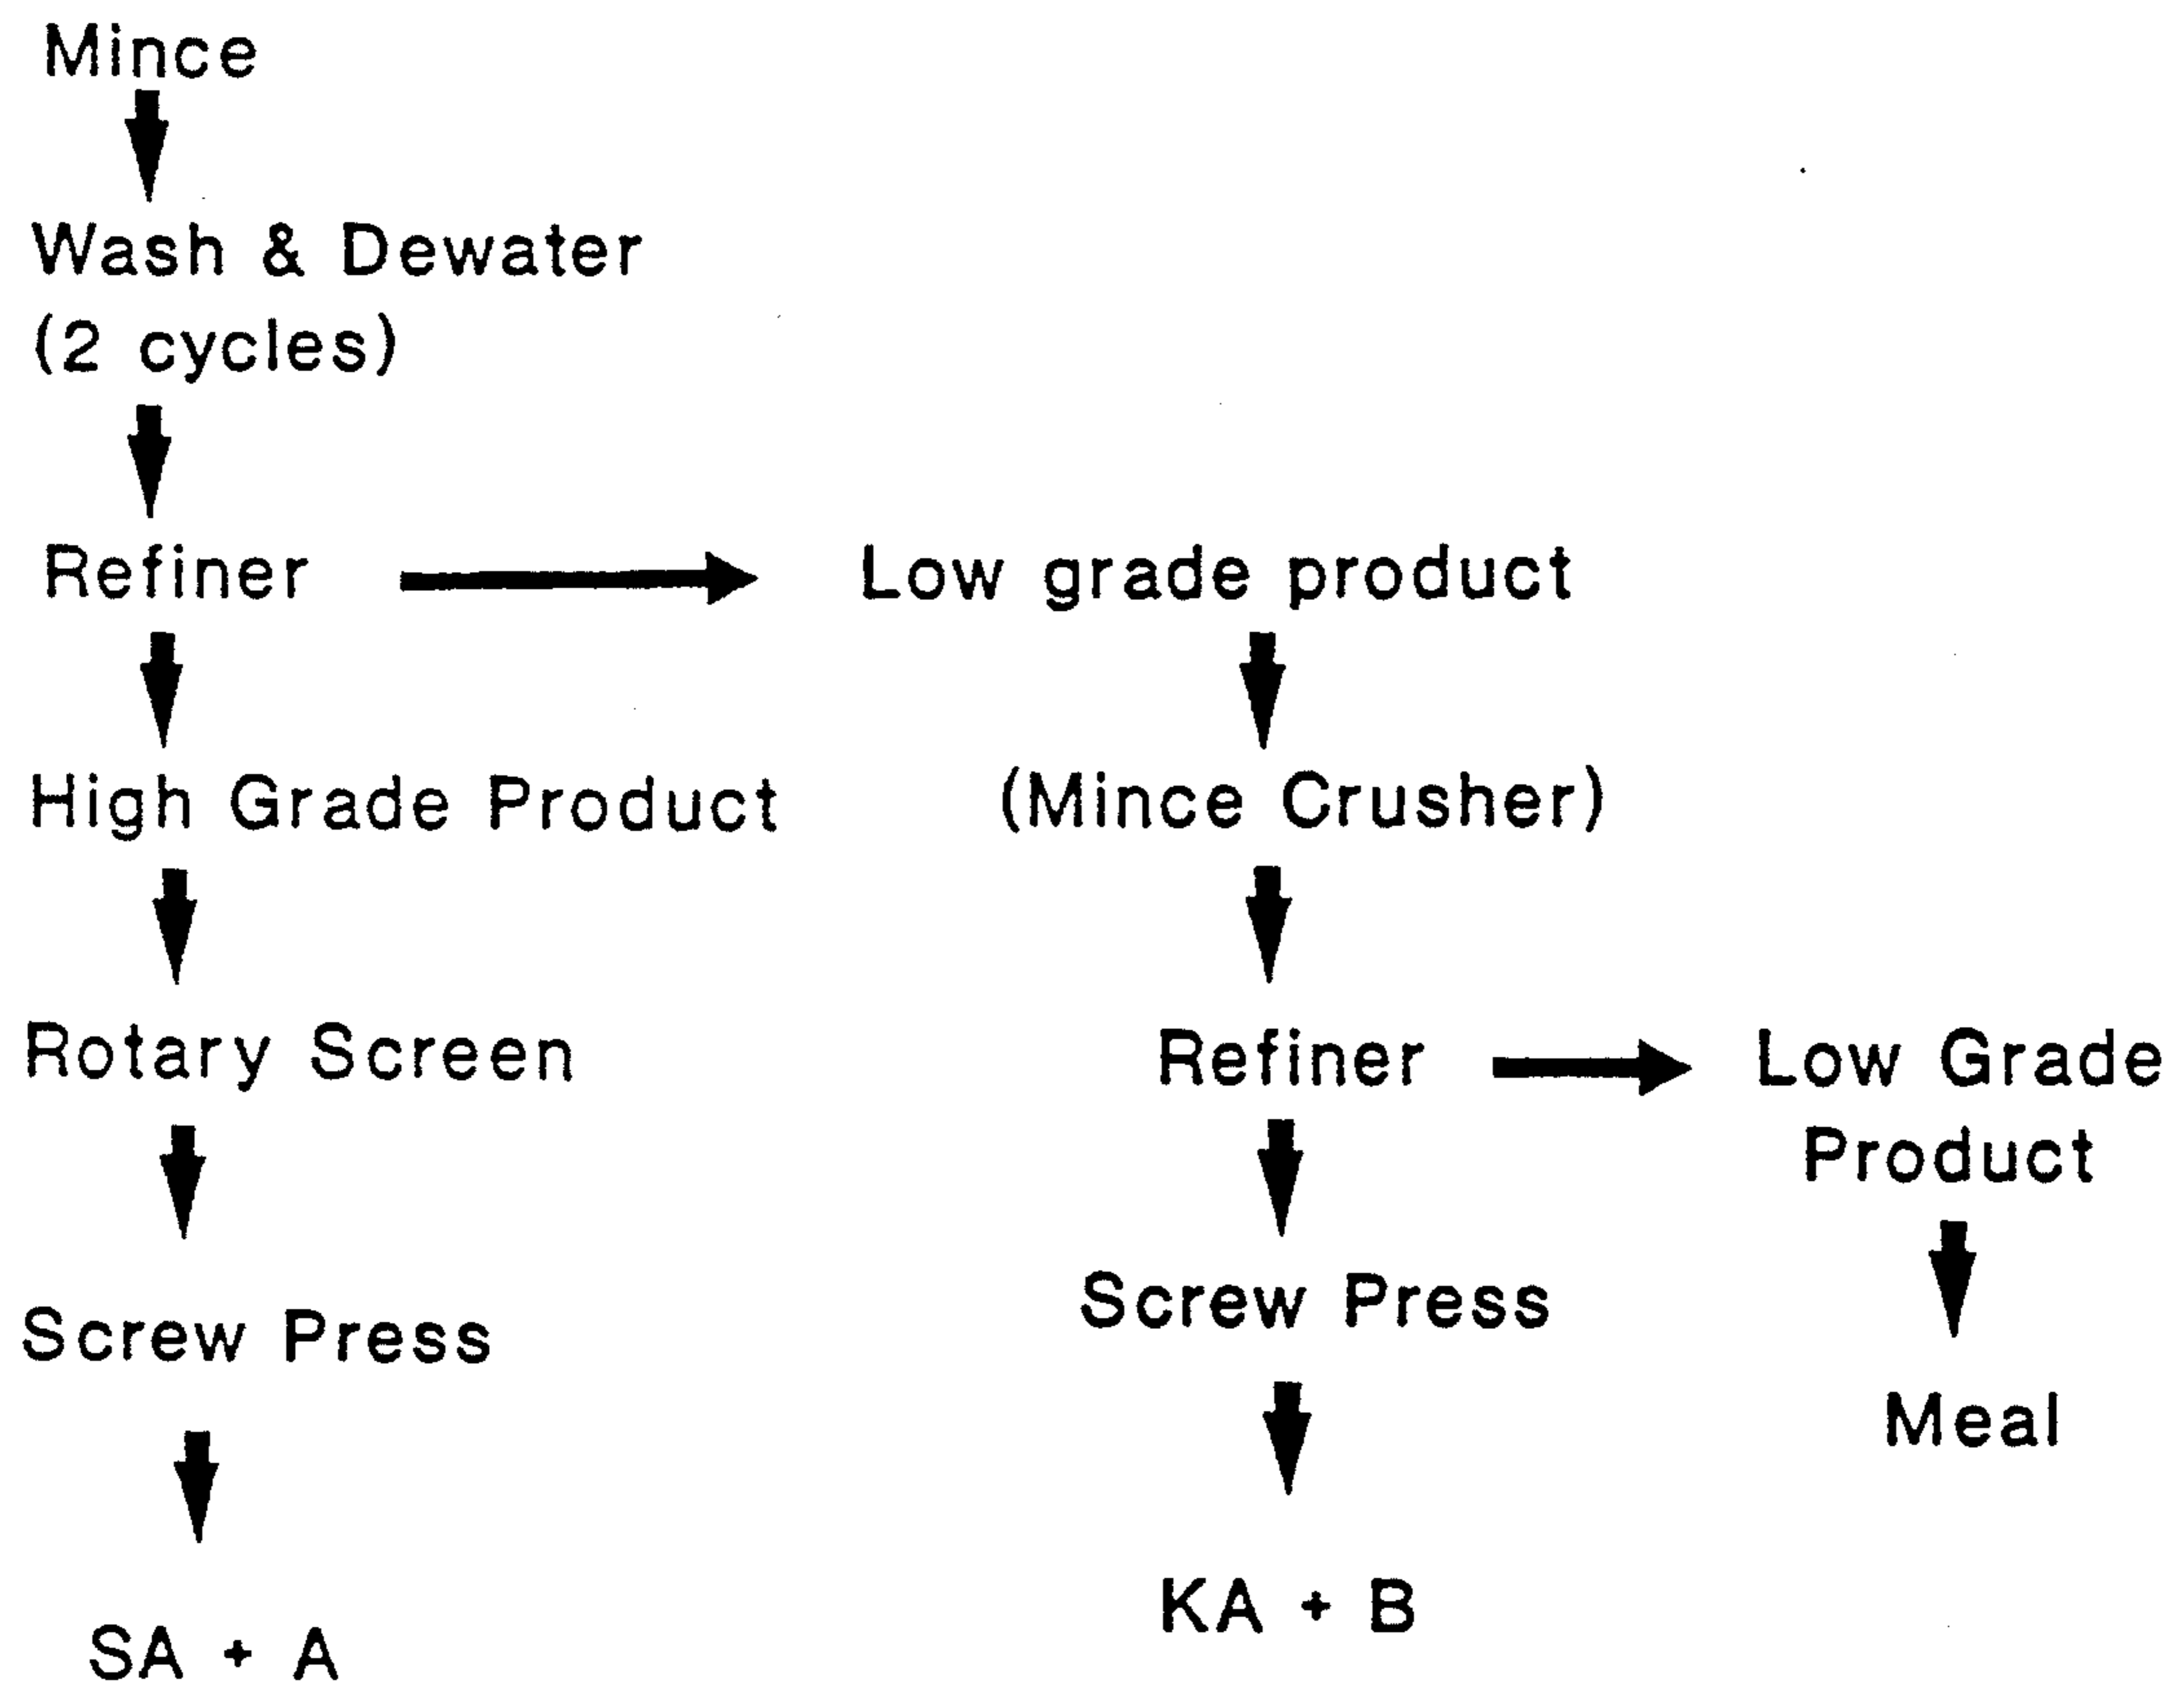 Mince
Wash & Dewater
(2 cycles)
Refiner
Low grade product
High Grade Product
(Mince Crusher)
Rotary Screen
Refiner
Low Grade
Product
Screw Press
Screw Press
Meal
SA + A
KA + B